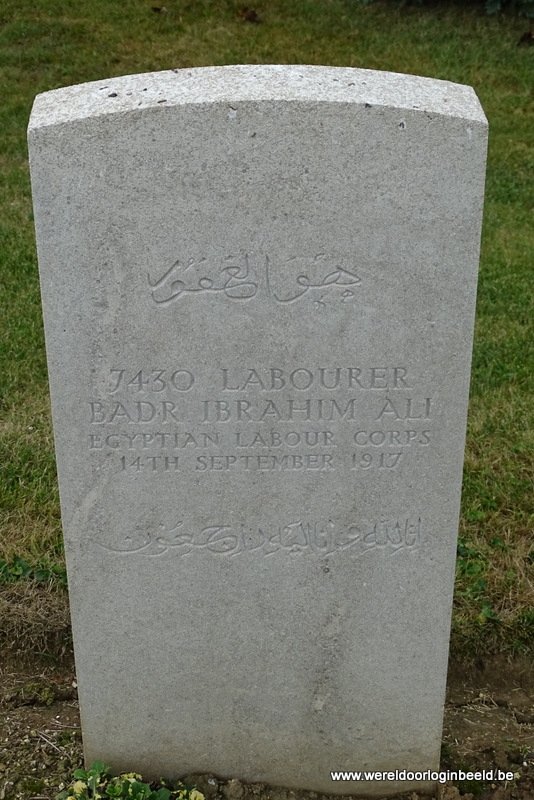 هو الغفور
7430 LABOURER
BADR IBRAHIM ALI
EGYPTIAN LABOUR CORPS
14TH SEPTEMBER 1917
انا لله وانا اليه راجعون
www.wereldoorloginbeeld.be